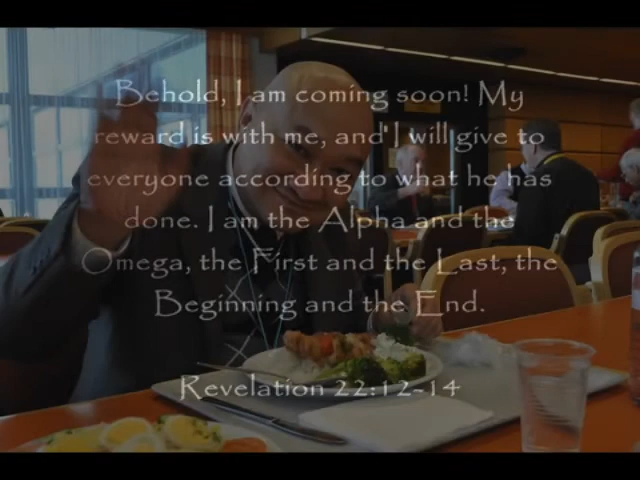 Behold, I am coming soon! My
reward is with me, and I will give to
everyone according to what he has
done. I am the Alpha and the
Omega, the First and the Last, the
Beginning and the End.
Revelation 22:12-14